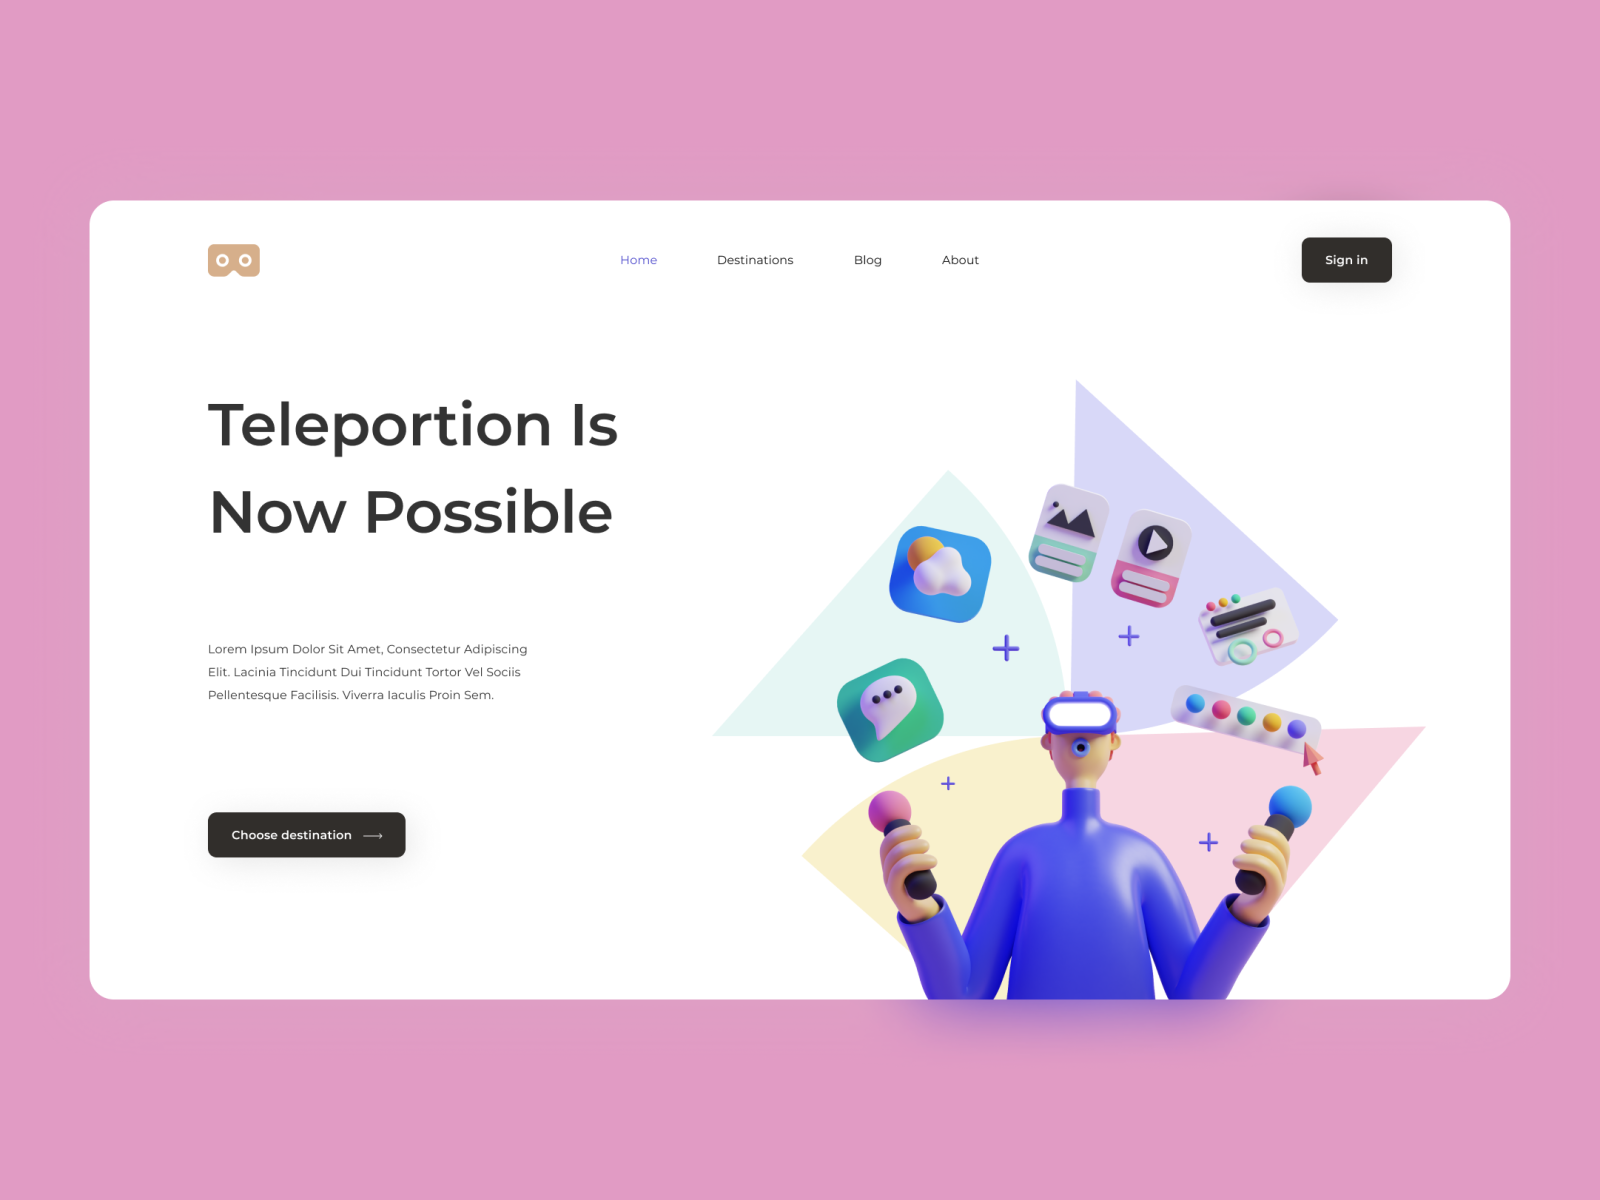 Home
Destinations
Blog
About
Sign in
Teleportion Is
Now Possible
Lorem Ipsum Dolor Sit Amet, Consectetur Adipiscing
Elit. Lacinia Tincidunt Dui Tincidunt Tortor Vel Sociis
Pellentesque Facilisis. Viverra Iaculis Proin Sem.
Choose destination